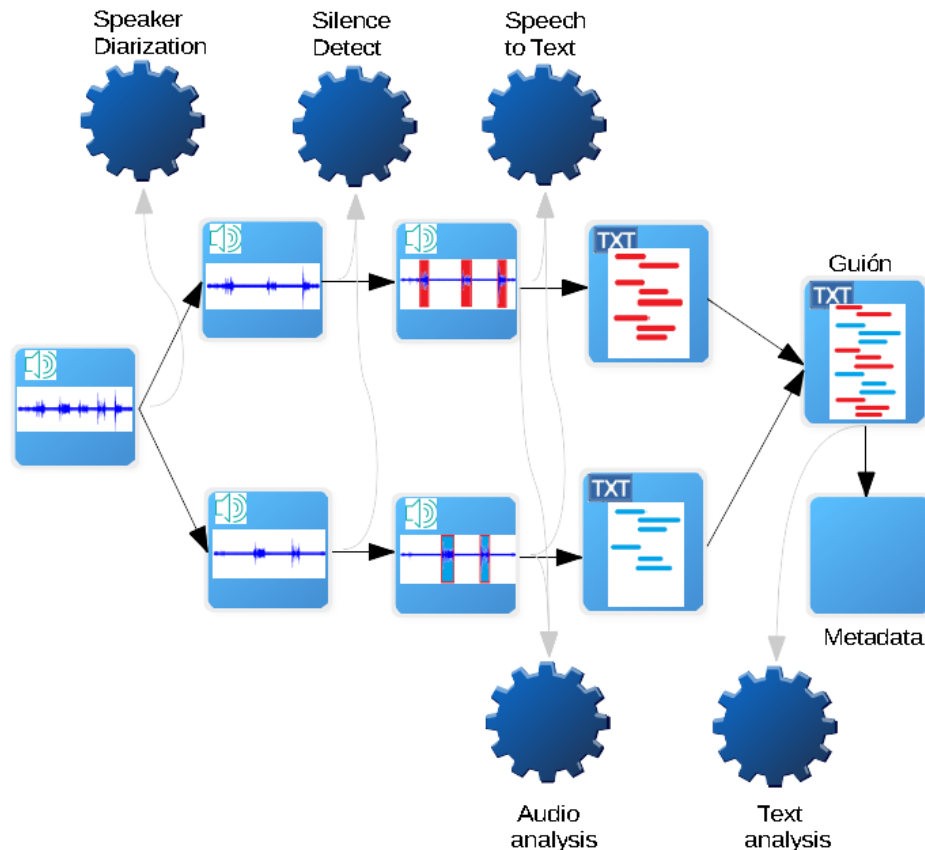 Speaker
Diarization
Silence
Detect
Speech
to Text
TXT
Guión
TXT
TXT
Metadata
Audio
analysis
Text
analysis